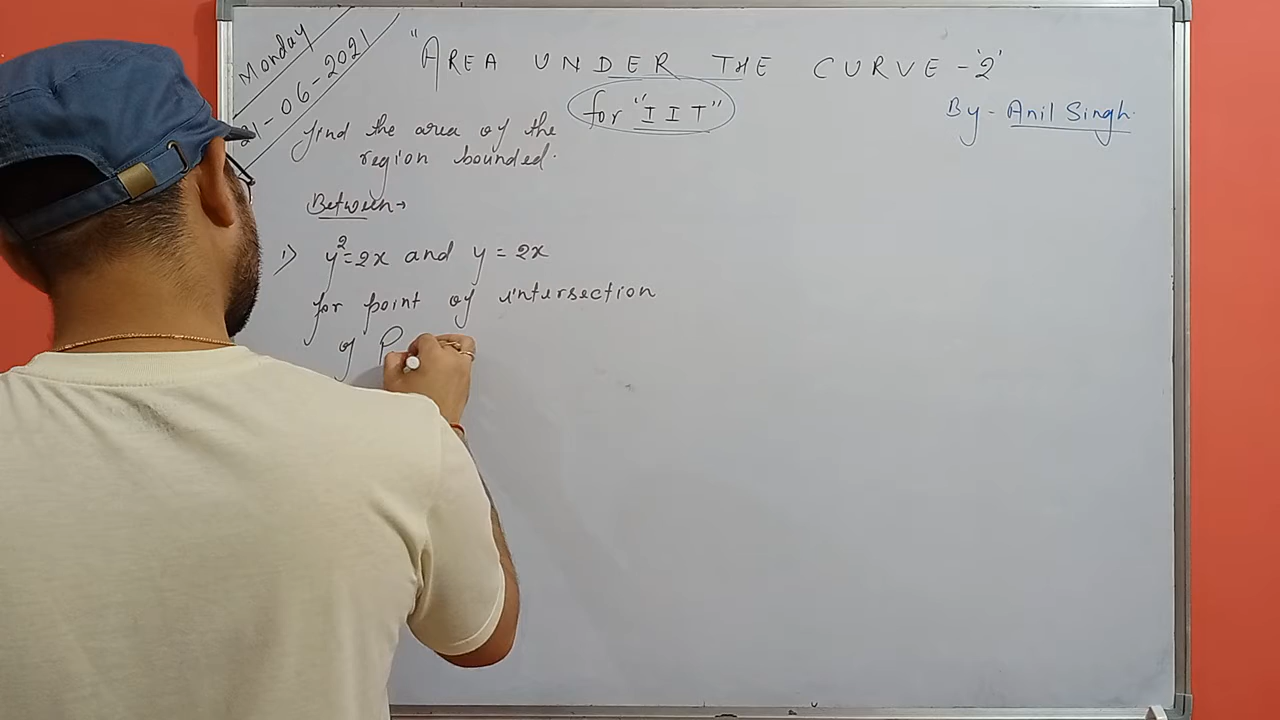 Monday
-06-2021
"AREA UNDER THE CURVE -'2'
for "IIT"
By - Anil Singh.
find the area of the
region bounded.
Between→
1) y²=2x and y = 2x
for point of intersection
of P